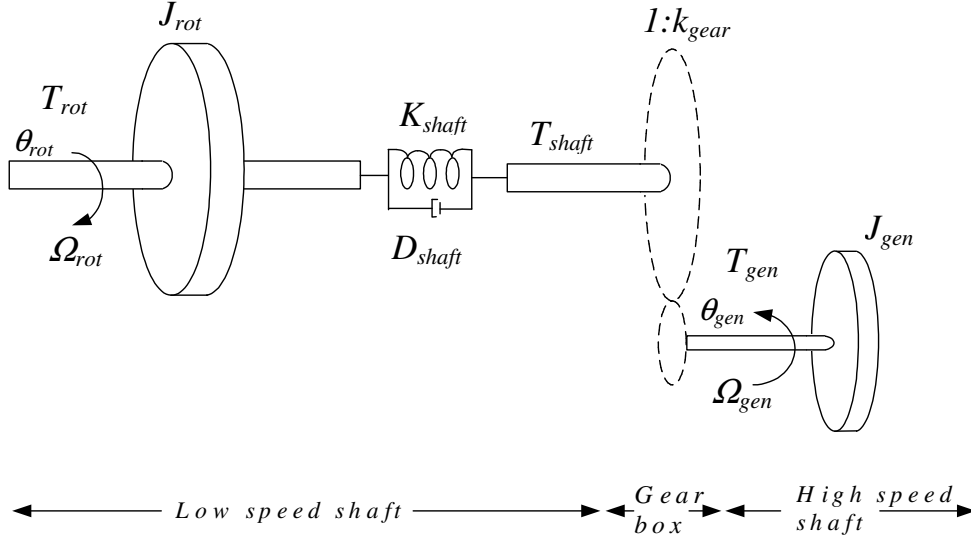 J_rot
1:k_gear
T_rot
θ_rot
K_shaft
T_shaft
Ω_rot
D_shaft
J_gen
T_gen
θ_gen
Ω_gen
Low speed shaft
Gear
box
High speed
shaft